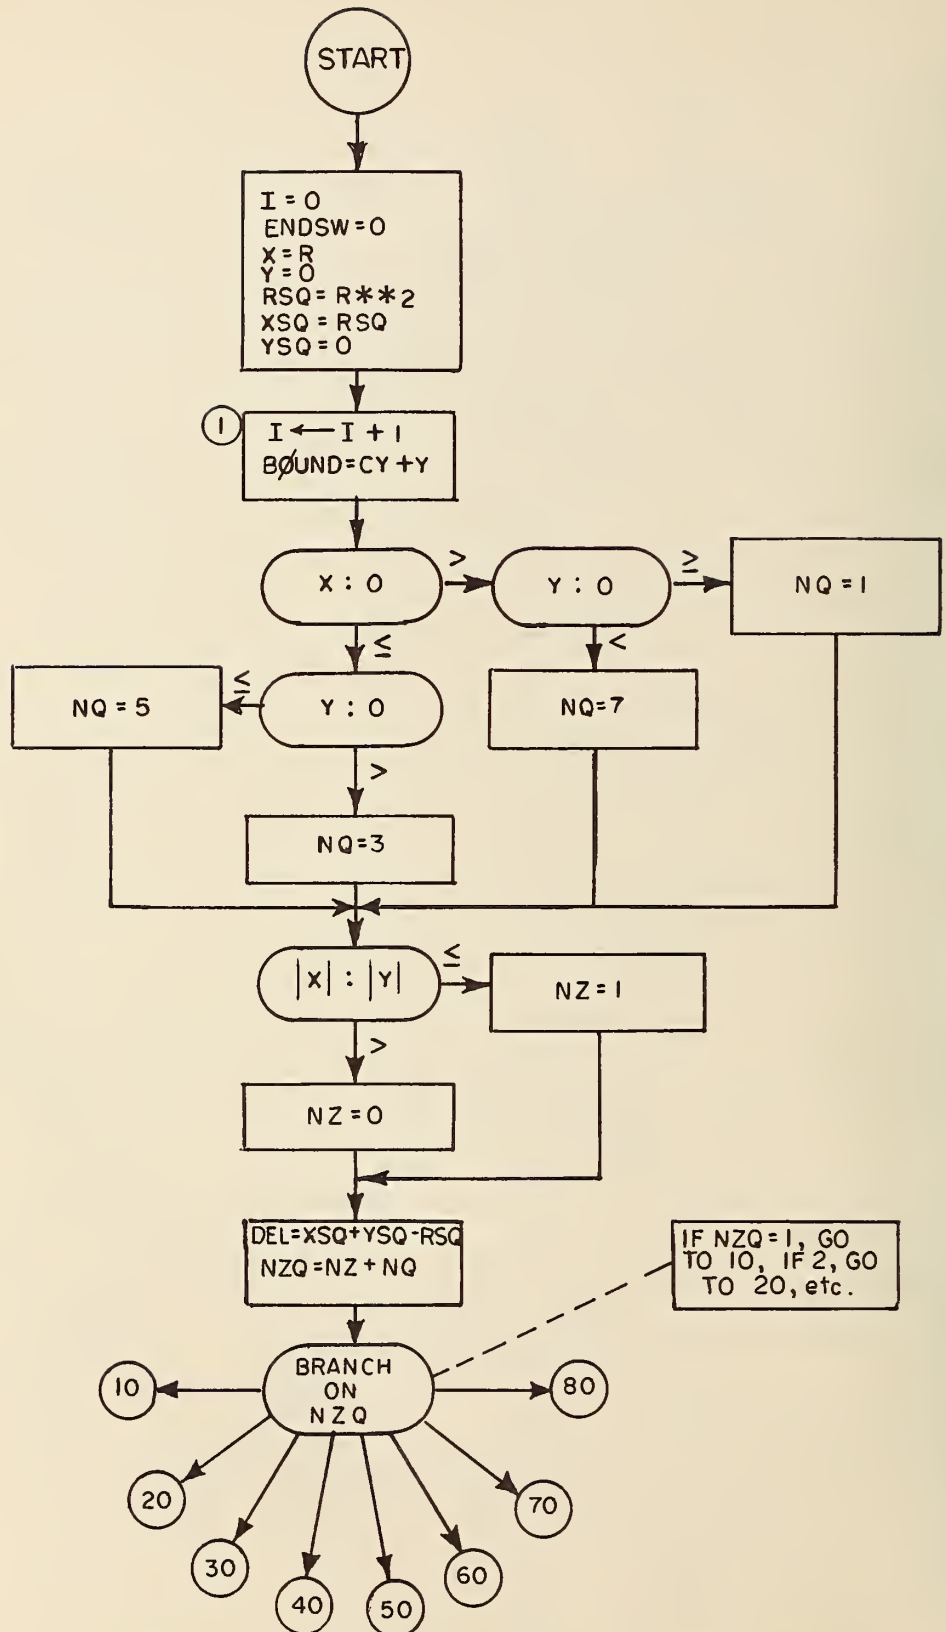 START
I = 0
ENDSW = 0
X = R
Y = 0
RSQ = R**2
XSQ = RSQ
YSQ = 0
1
I ← I + 1
BØUND = CY + Y
X : 0
>
Y : 0
≥
NQ = 1
≤
<
NQ = 5
≤
Y : 0
NQ = 7
>
NQ = 3
|X| : |Y|
≤
NZ = 1
>
NZ = 0
DEL = XSQ + YSQ - RSQ
NZQ = NZ + NQ
IF NZQ = 1, GO
TO 10, IF 2, GO
TO 20, etc.
BRANCH
ON
NZQ
10
80
20
70
30
60
40
50